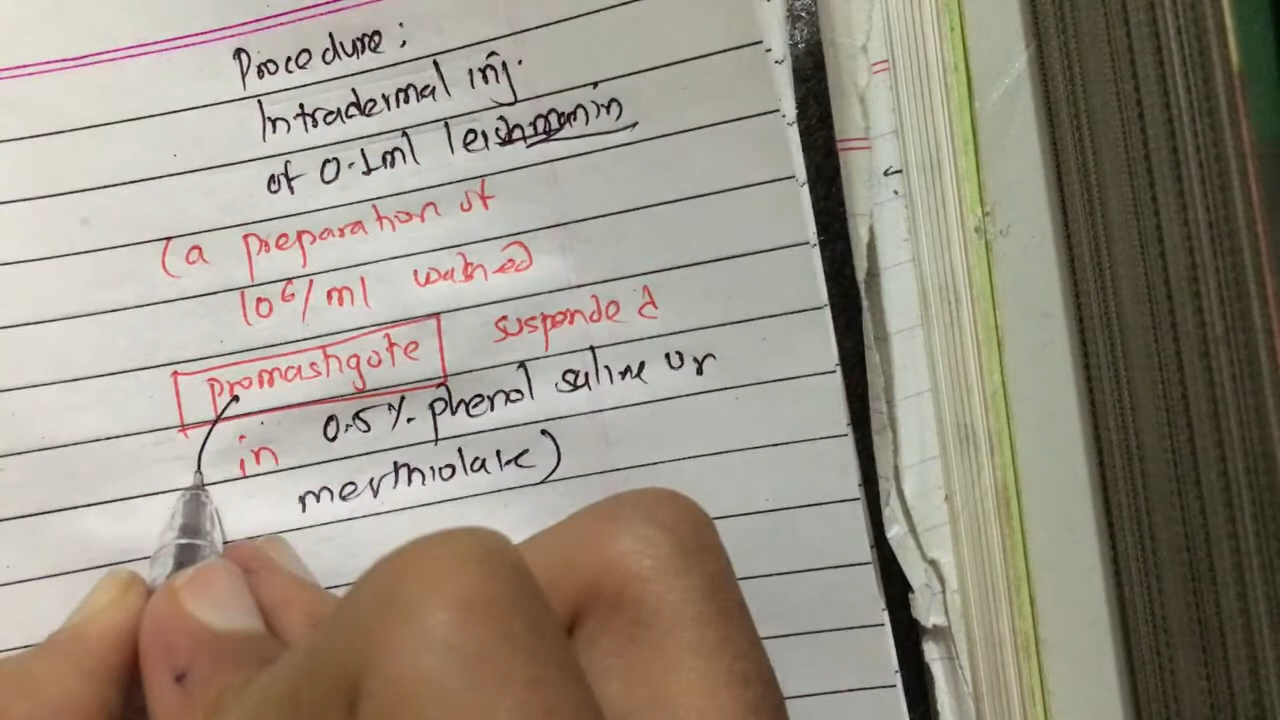 Procedure:
Intradermal inj.
of 0.1ml leishmanin
(a preparation of
10⁶/ml washed
promastigote suspended
in 0.5% phenol saline or
merthiolate)